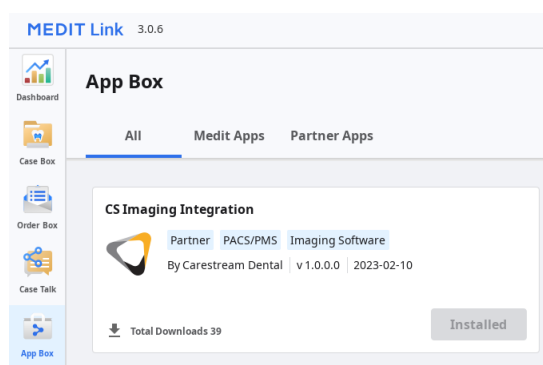 MEDIT Link 3.0.6
Dashboard
Case Box
Order Box
Case Talk
App Box
App Box
All Medit Apps Partner Apps
CS Imaging Integration
Partner PACS/PMS Imaging Software
By Carestream Dental v 1.0.0.0 2023-02-10
Total Downloads 39
Installed